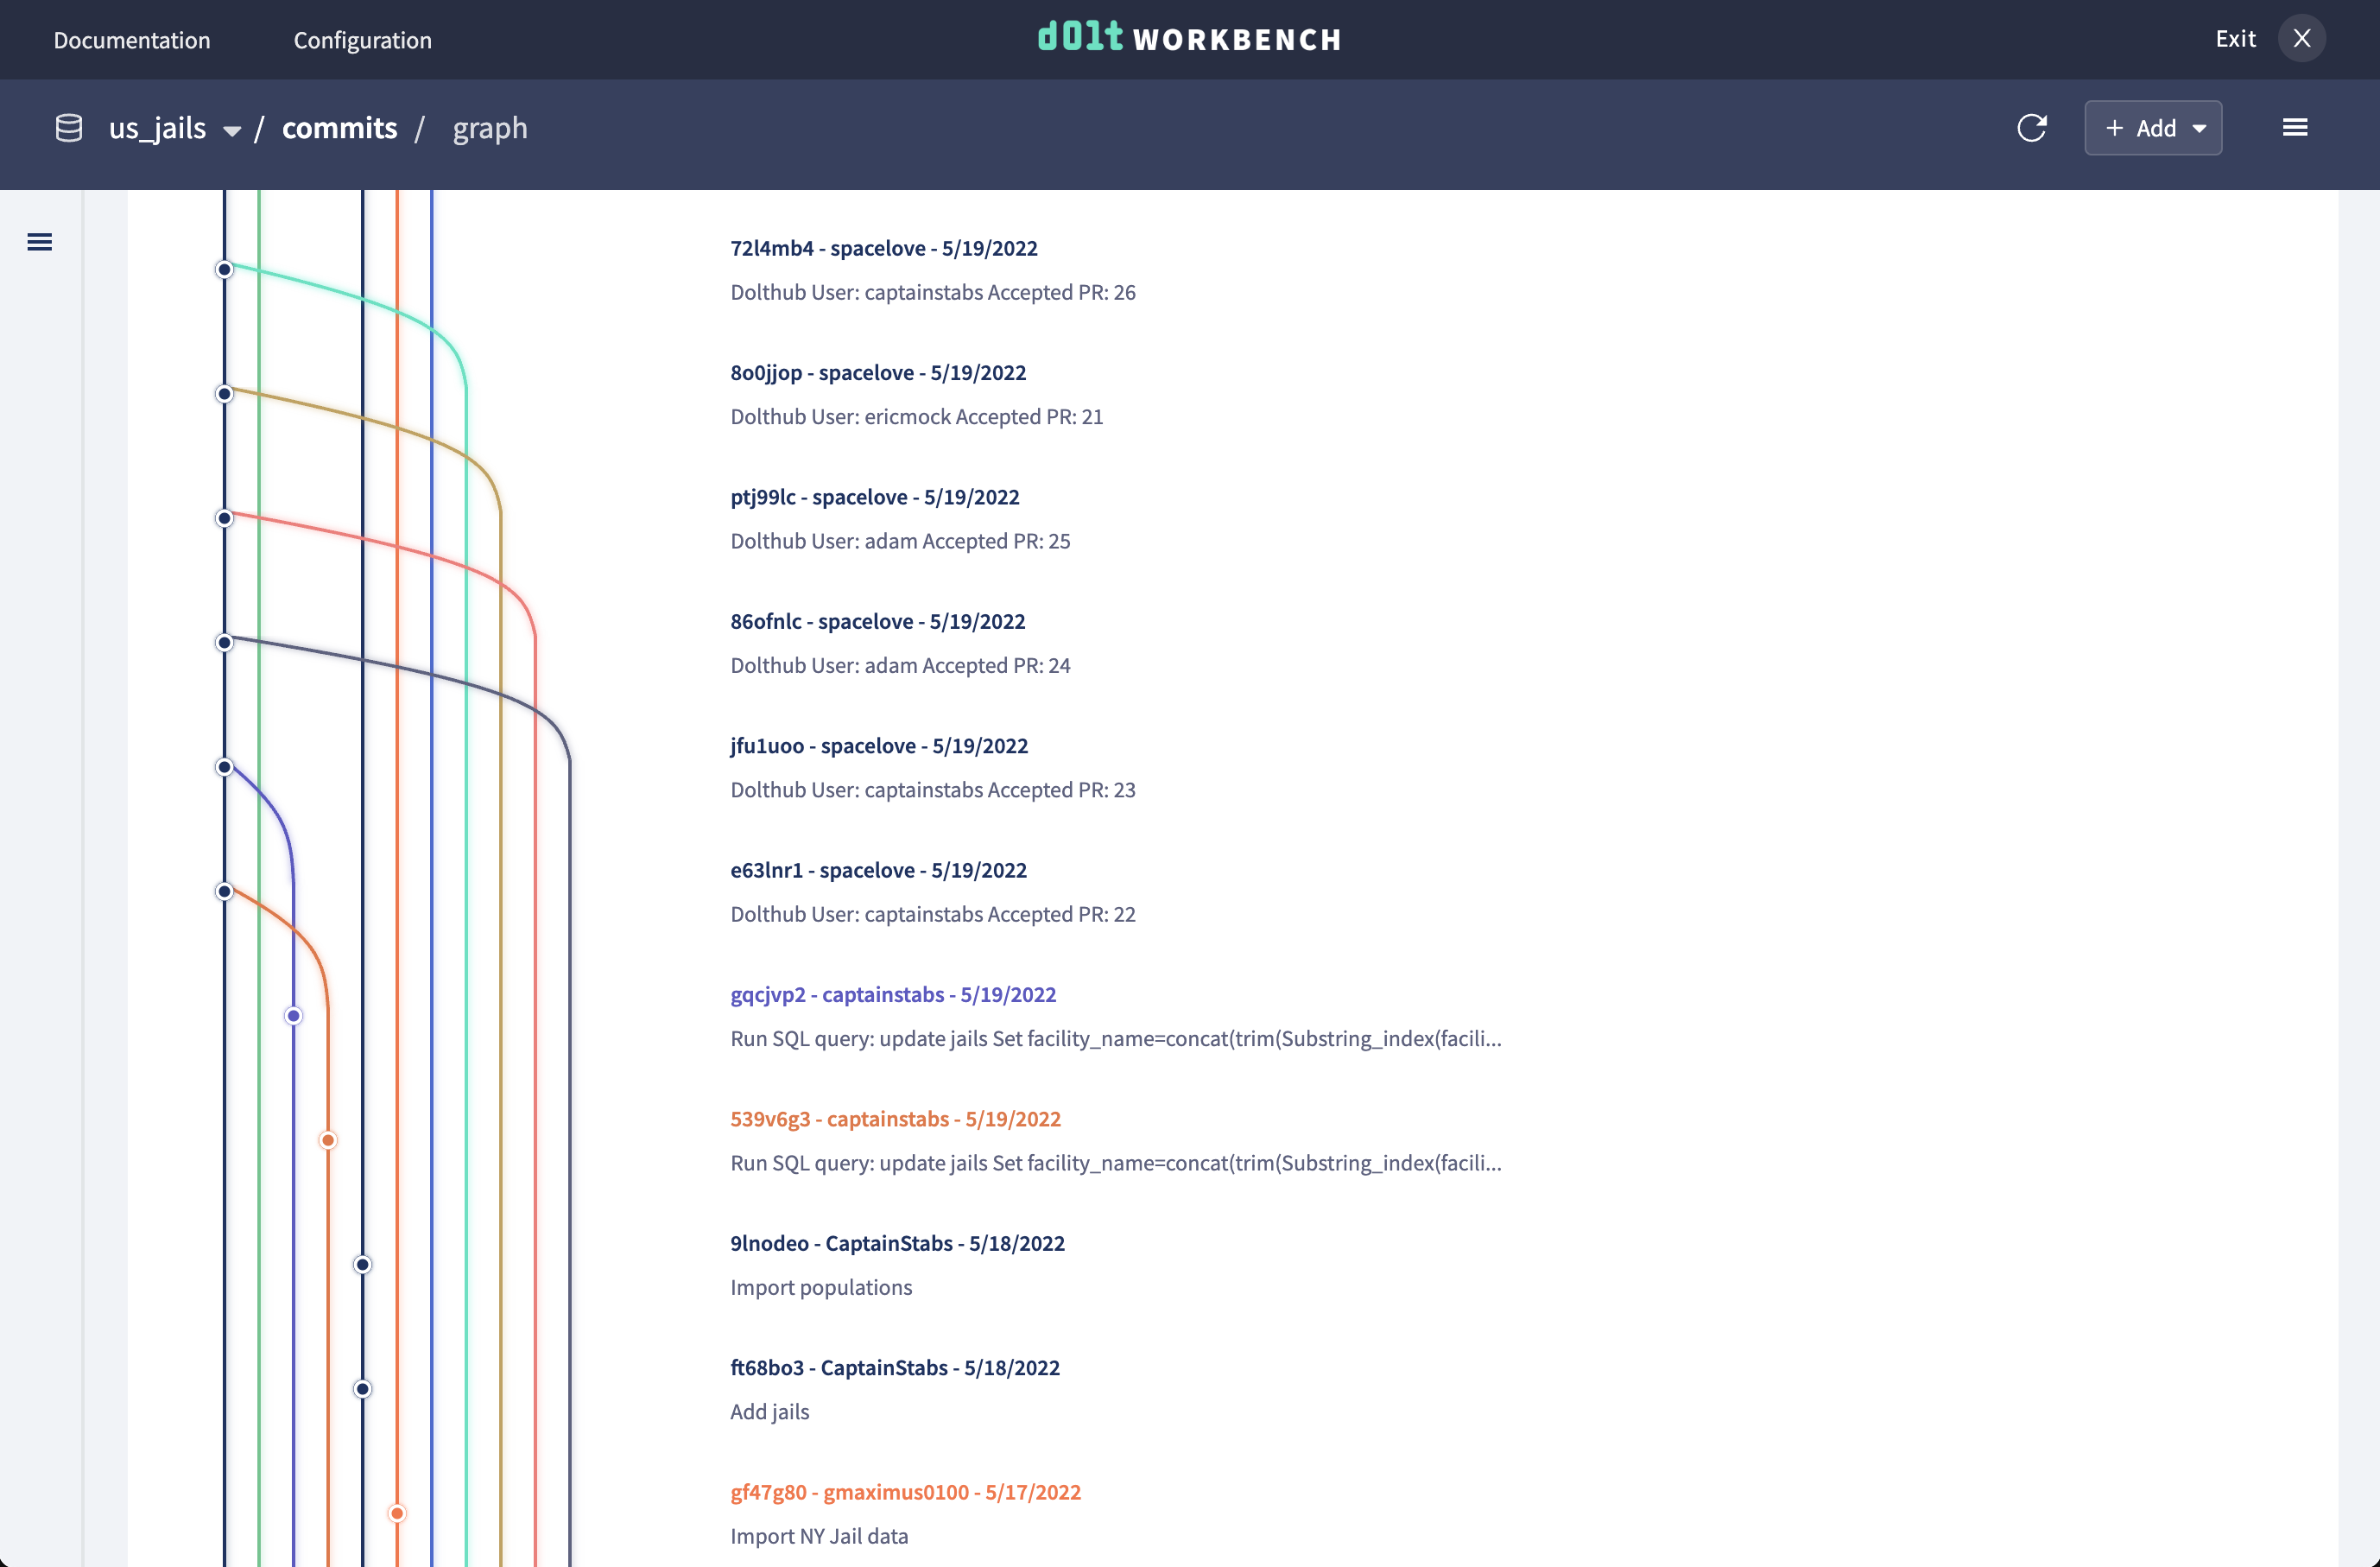 Documentation Configuration dolt WORKBENCH Exit X
us_jails / commits / graph + Add
72l4mb4 - spacelove - 5/19/2022
Dolthub User: captainstabs Accepted PR: 26
8o0jjop - spacelove - 5/19/2022
Dolthub User: ericmock Accepted PR: 21
ptj99lc - spacelove - 5/19/2022
Dolthub User: adam Accepted PR: 25
86ofnlc - spacelove - 5/19/2022
Dolthub User: adam Accepted PR: 24
jfu1uoo - spacelove - 5/19/2022
Dolthub User: captainstabs Accepted PR: 23
e63lnr1 - spacelove - 5/19/2022
Dolthub User: captainstabs Accepted PR: 22
gqcjvp2 - captainstabs - 5/19/2022
Run SQL query: update jails Set facility_name=concat(trim(Substring_index(facili...
539v6g3 - captainstabs - 5/19/2022
Run SQL query: update jails Set facility_name=concat(trim(Substring_index(facili...
9lnodeo - CaptainStabs - 5/18/2022
Import populations
ft68bo3 - CaptainStabs - 5/18/2022
Add jails
gf47g80 - gmaximus0100 - 5/17/2022
Import NY Jail data